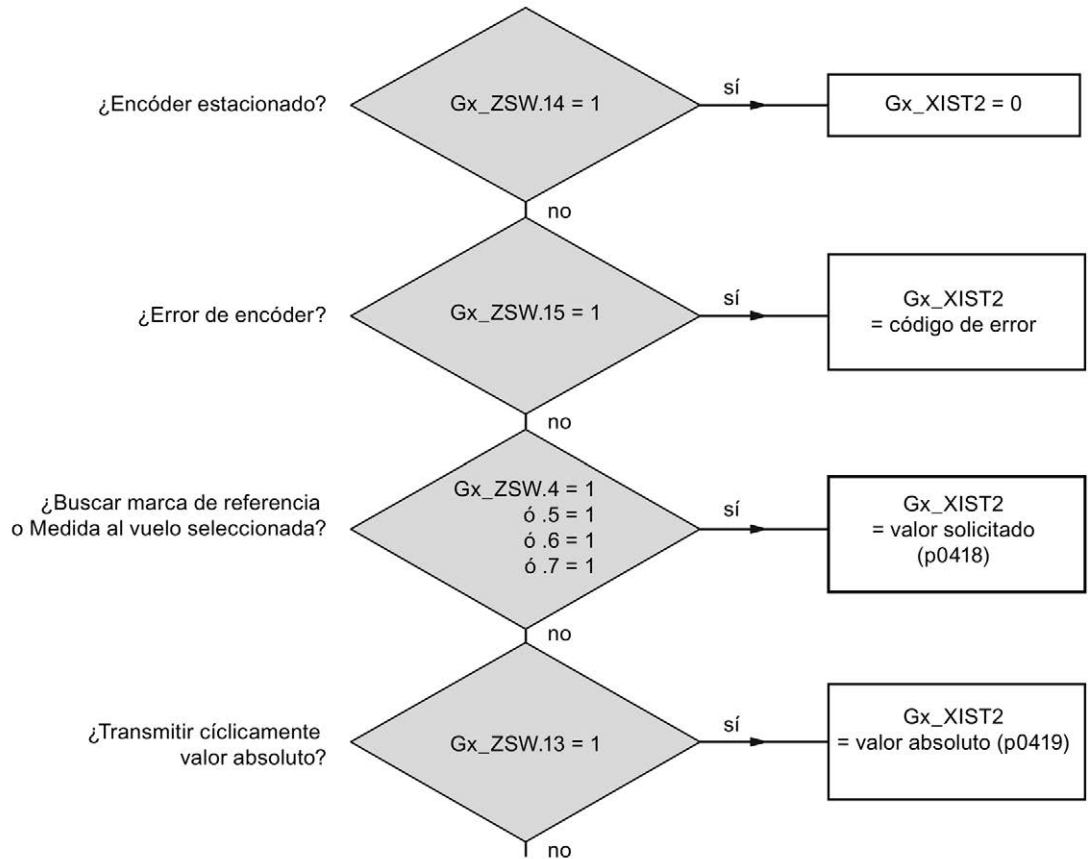 ¿Encóder estacionado?
Gx_ZSW.14 = 1
sí
Gx_XIST2 = 0
no
¿Error de encóder?
Gx_ZSW.15 = 1
sí
Gx_XIST2
= código de error
no
¿Buscar marca de referencia
o Medida al vuelo seleccionada?
Gx_ZSW.4 = 1
ó .5 = 1
ó .6 = 1
ó .7 = 1
sí
Gx_XIST2
= valor solicitado
(p0418)
no
¿Transmitir cíclicamente
valor absoluto?
Gx_ZSW.13 = 1
sí
Gx_XIST2
= valor absoluto (p0419)
no